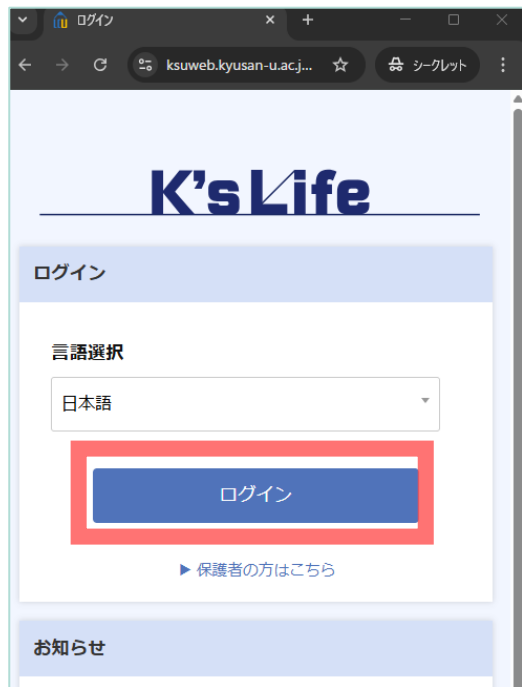 ログイン
ksuweb.kyusan-u.ac.j...
シークレット
K'sLife
ログイン
言語選択
日本語
ログイン
▶ 保護者の方はこちら
お知らせ